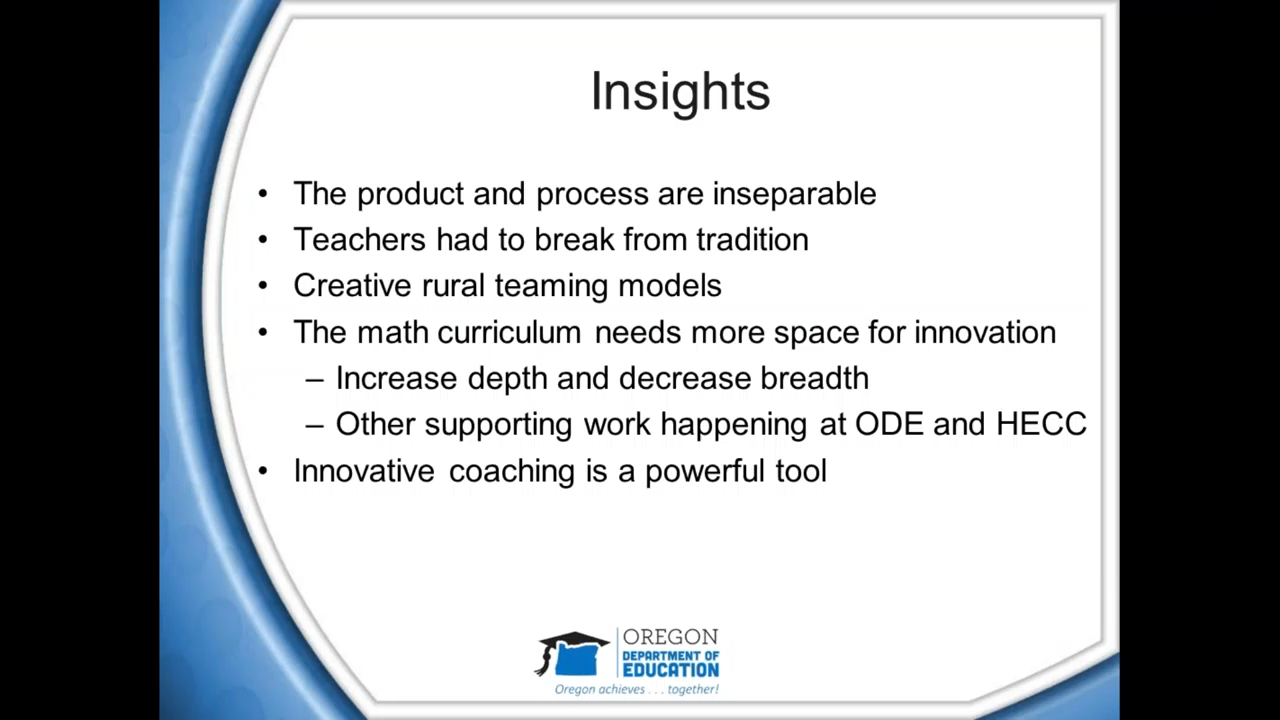 Insights
• The product and process are inseparable
• Teachers had to break from tradition
• Creative rural teaming models
• The math curriculum needs more space for innovation
– Increase depth and decrease breadth
– Other supporting work happening at ODE and HECC
• Innovative coaching is a powerful tool
OREGON
DEPARTMENT OF
EDUCATION
Oregon achieves . . . together!